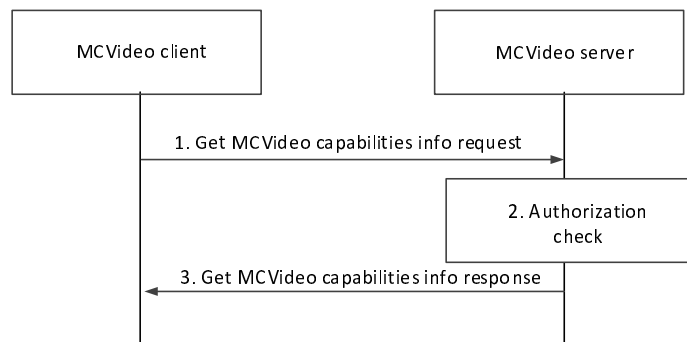 MCVideo client
MCVideo server
1. Get MCVideo capabilities info request
2. Authorization
check
3. Get MCVideo capabilities info response